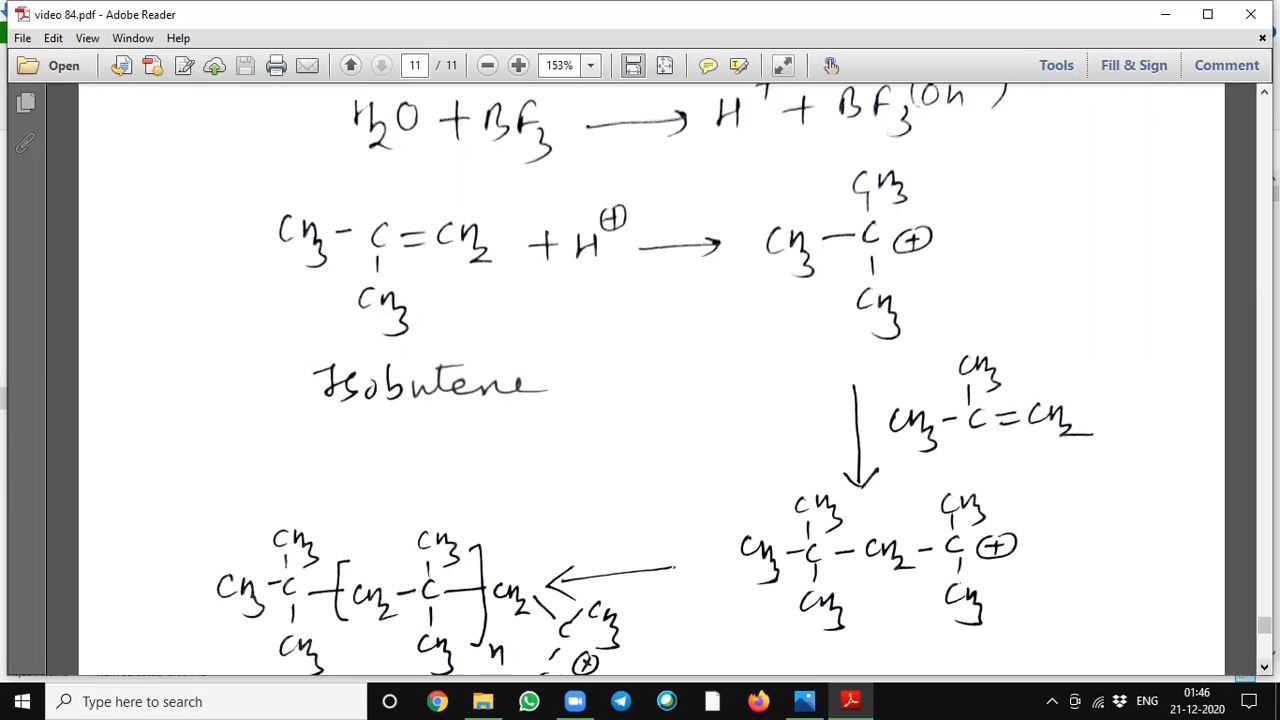 video 84.pdf - Adobe Reader
File Edit View Window Help
Open 11 / 11 153% Tools Fill & Sign Comment
H2O + BF3 ⟶ H+ + BF3(OH
CH3 – C = CH2 + H⊕ ⟶ CH3 – C ⊕
CH3
CH3
CH3
Isobutene
CH3
CH3 – C = CH2
CH3 CH3
CH3 – C – CH2 – C ⊕
CH3 CH3
CH3 CH3
CH3 – C – [ CH2 – C – ]n CH2
C CH3
CH3 CH3
⊕
Type here to search
ENG
01:46
21-12-2020